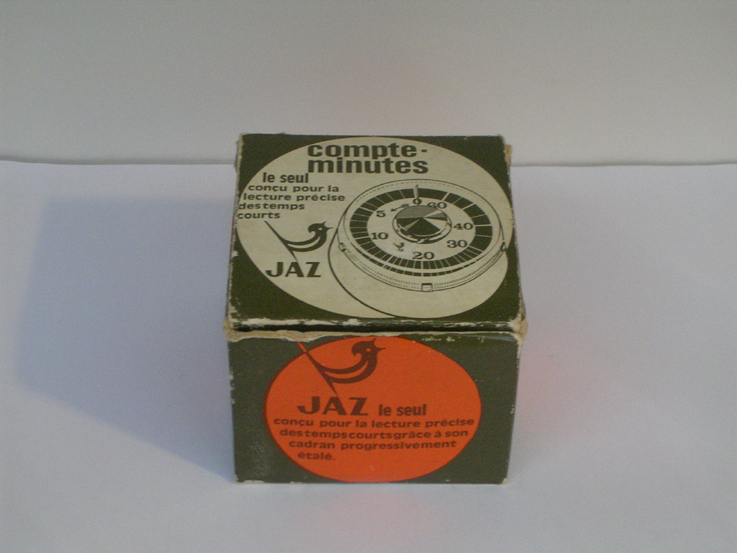 compte-
minutes
le seul
conçu pour la
lecture précise
des temps
courts
JAZ
0
60
5
40
10
30
20
JAZ le seul
conçu pour la lecture précise
des temps courts grâce à son
cadran progressivement
étalé.